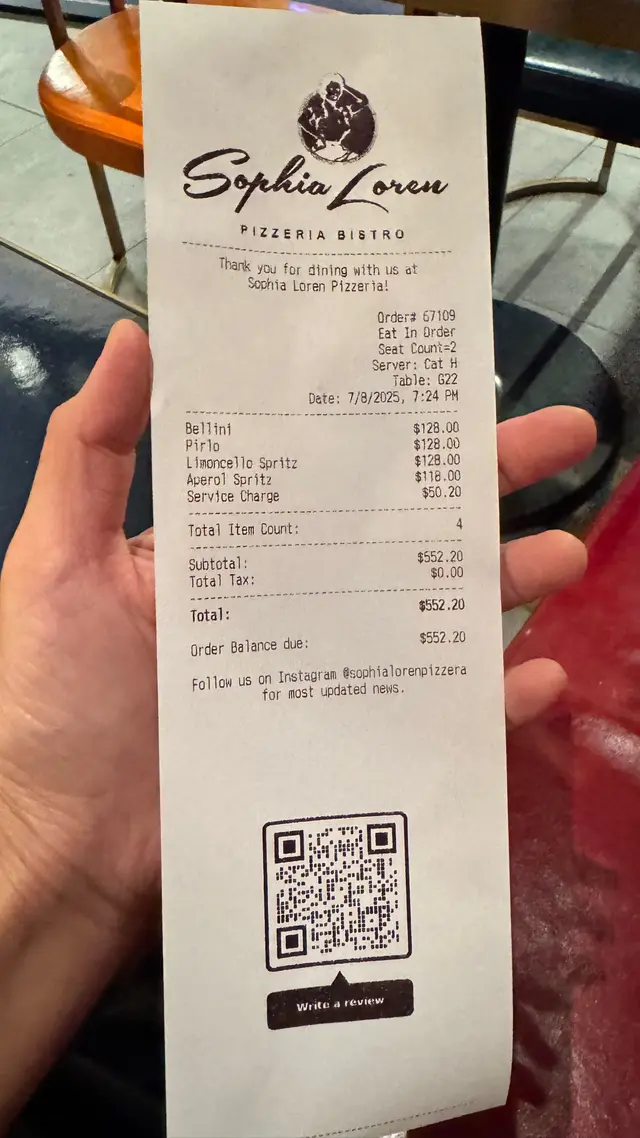 Sophia Loren
PIZZERIA BISTRO
Thank you for dining with us at
Sophia Loren Pizzeria!
Order# 67109
Eat In Order
Seat Count=2
Server: Cat H
Table: G22
Date: 7/8/2025, 7:24 PM
Bellini $128.00
Pirlo $128.00
Limoncello Spritz $128.00
Aperol Spritz $118.00
Service Charge $50.20
Total Item Count: 4
Subtotal: $552.20
Total Tax: $0.00
Total: $552.20
Order Balance due: $552.20
Follow us on Instagram @sophialorenpizzera
for most updated news.
Write a review